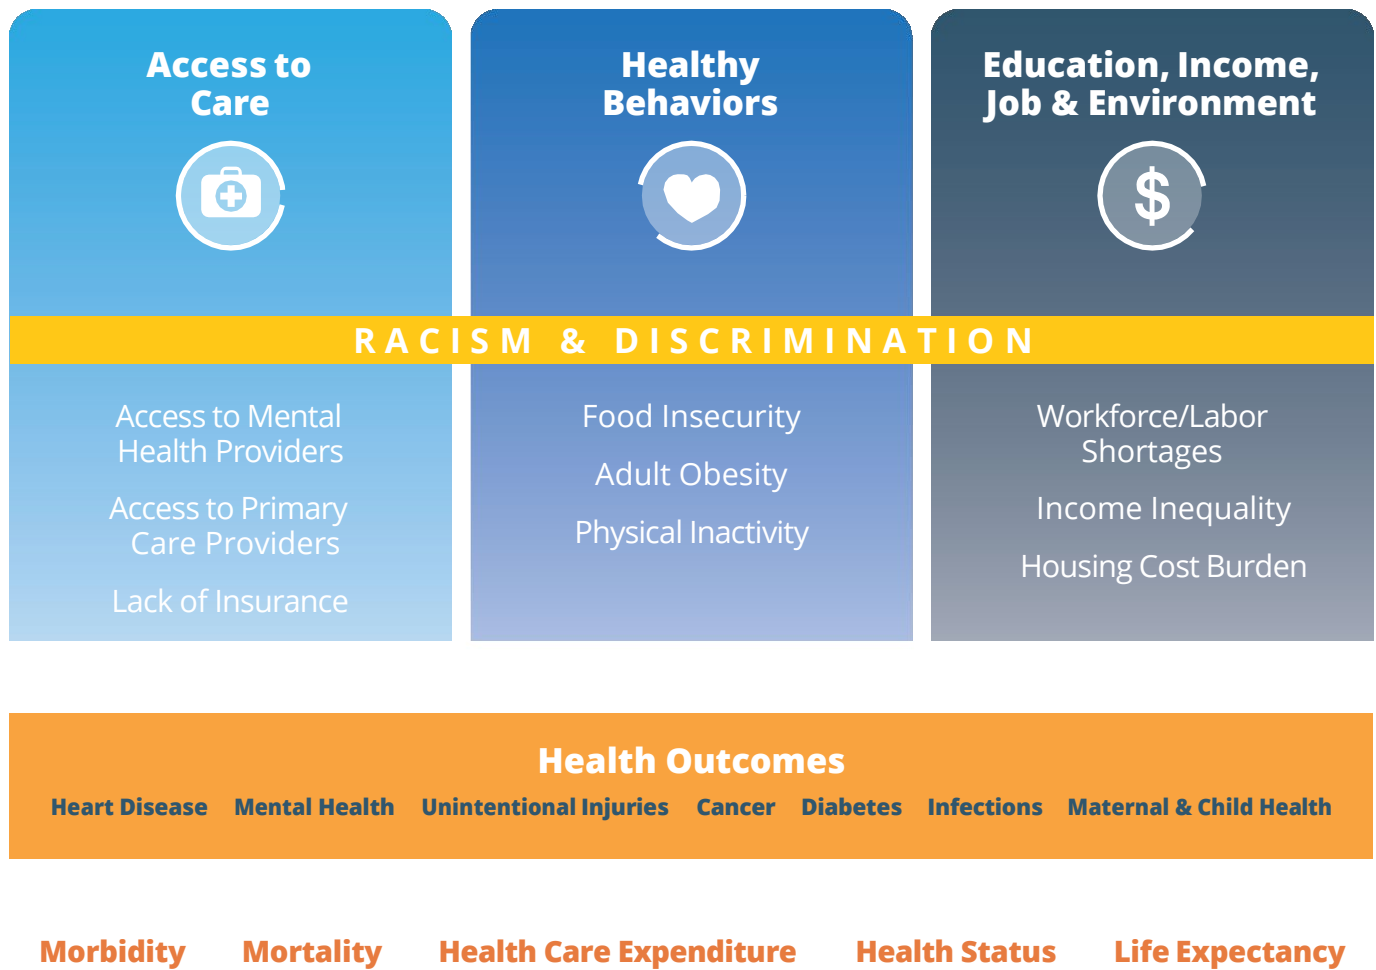 Access to
Care
Healthy
Behaviors
Education, Income,
Job & Environment
$
RACISM & DISCRIMINATION
Access to Mental
Health Providers
Access to Primary
Care Providers
Lack of Insurance
Food Insecurity
Adult Obesity
Physical Inactivity
Workforce/Labor
Shortages
Income Inequality
Housing Cost Burden
Health Outcomes
Heart Disease Mental Health Unintentional Injuries Cancer Diabetes Infections Maternal & Child Health
Morbidity Mortality Health Care Expenditure Health Status Life Expectancy